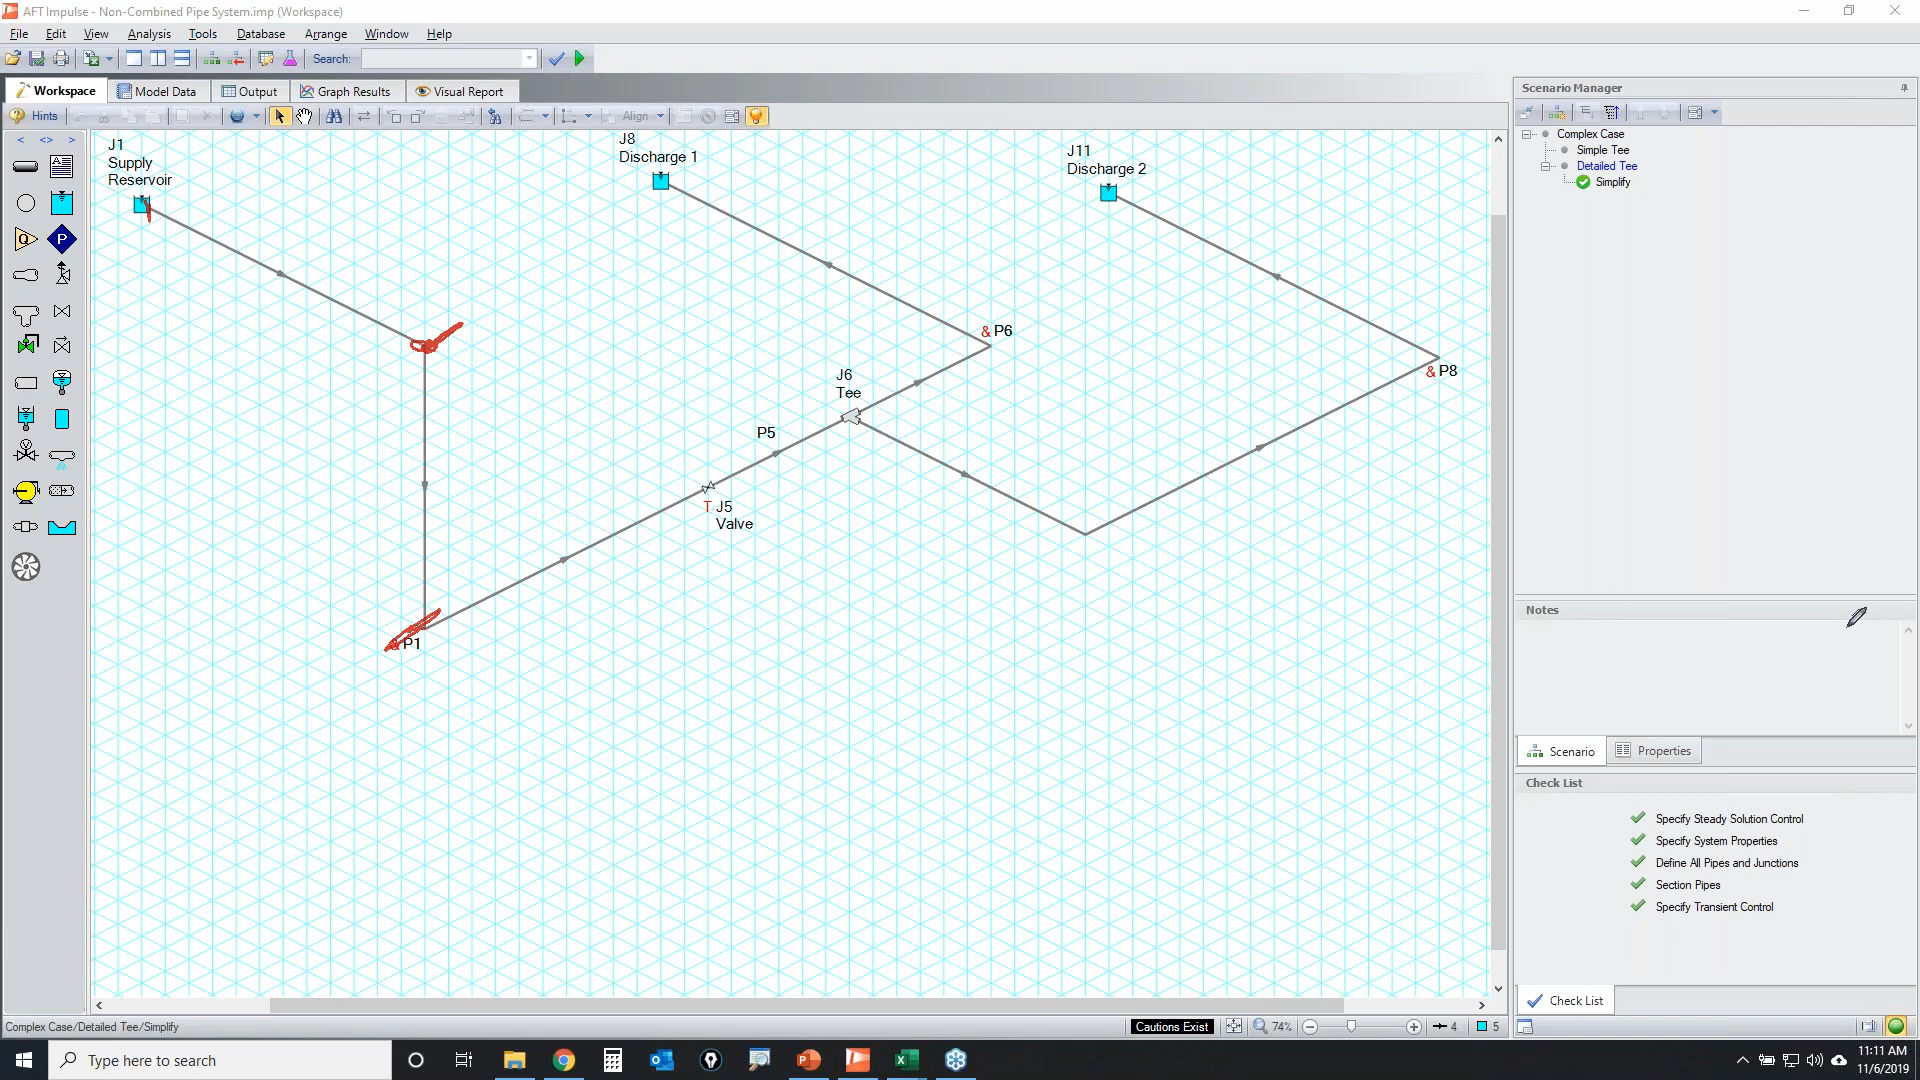 AFT Impulse - Non-Combined Pipe System.imp (Workspace)
File Edit View Analysis Tools Database Arrange Window Help
Search:
Workspace Model Data Output Graph Results Visual Report
Hints Align
J1
Supply
Reservoir
J8
Discharge 1
J11
Discharge 2
& P6
& P8
J6
Tee
P5
T J5
Valve
P1
Q
P
A
Scenario Manager
Complex Case
Simple Tee
Detailed Tee
Simplify
Notes
Scenario Properties
Check List
Specify Steady Solution Control
Specify System Properties
Define All Pipes and Junctions
Section Pipes
Specify Transient Control
Check List
Complex Case/Detailed Tee/Simplify
Cautions Exist 74% 4 5
Type here to search
11:11 AM
11/6/2019